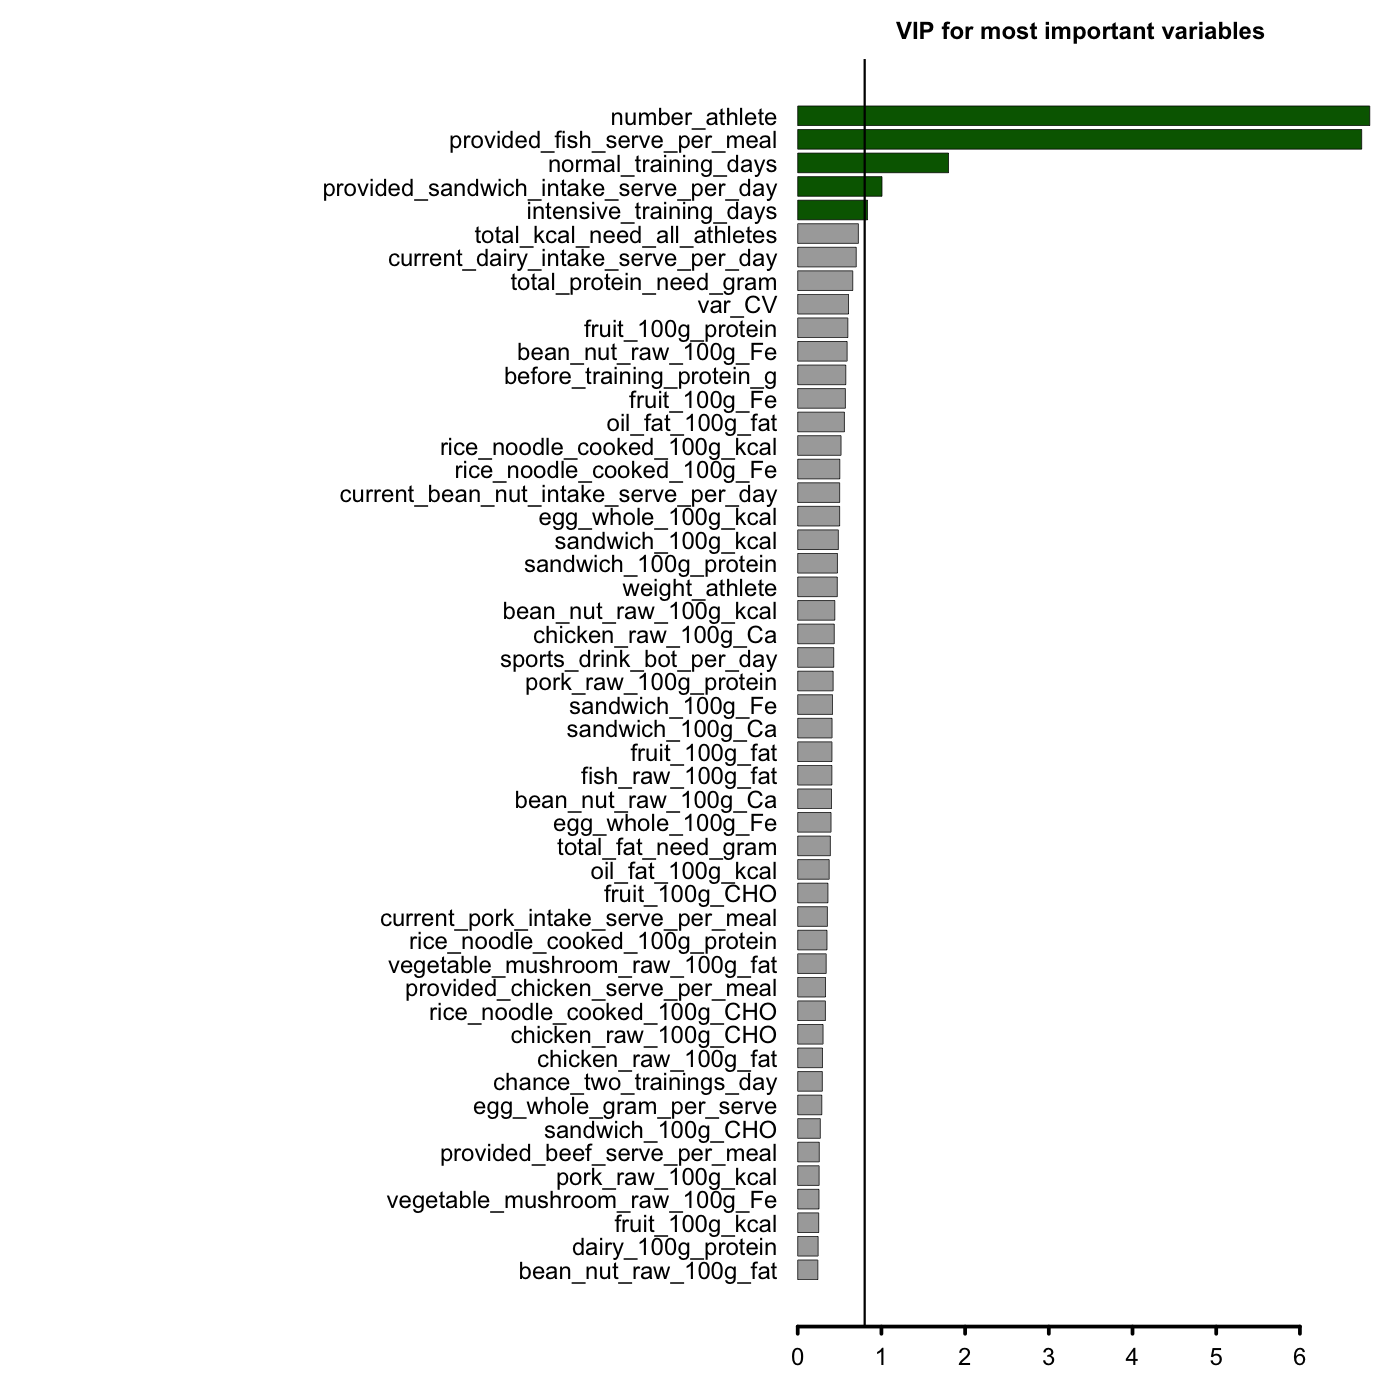 VIP for most important variables
number_athlete
provided_fish_serve_per_meal
normal_training_days
provided_sandwich_intake_serve_per_day
intensive_training_days
total_kcal_need_all_athletes
current_dairy_intake_serve_per_day
total_protein_need_gram
var_CV
fruit_100g_protein
bean_nut_raw_100g_Fe
before_training_protein_g
fruit_100g_Fe
oil_fat_100g_fat
rice_noodle_cooked_100g_kcal
rice_noodle_cooked_100g_Fe
current_bean_nut_intake_serve_per_day
egg_whole_100g_kcal
sandwich_100g_kcal
sandwich_100g_protein
weight_athlete
bean_nut_raw_100g_kcal
chicken_raw_100g_Ca
sports_drink_bot_per_day
pork_raw_100g_protein
sandwich_100g_Fe
sandwich_100g_Ca
fruit_100g_fat
fish_raw_100g_fat
bean_nut_raw_100g_Ca
egg_whole_100g_Fe
total_fat_need_gram
oil_fat_100g_kcal
fruit_100g_CHO
current_pork_intake_serve_per_meal
rice_noodle_cooked_100g_protein
vegetable_mushroom_raw_100g_fat
provided_chicken_serve_per_meal
rice_noodle_cooked_100g_CHO
chicken_raw_100g_CHO
chicken_raw_100g_fat
chance_two_trainings_day
egg_whole_gram_per_serve
sandwich_100g_CHO
provided_beef_serve_per_meal
pork_raw_100g_kcal
vegetable_mushroom_raw_100g_Fe
fruit_100g_kcal
dairy_100g_protein
bean_nut_raw_100g_fat
0 1 2 3 4 5 6